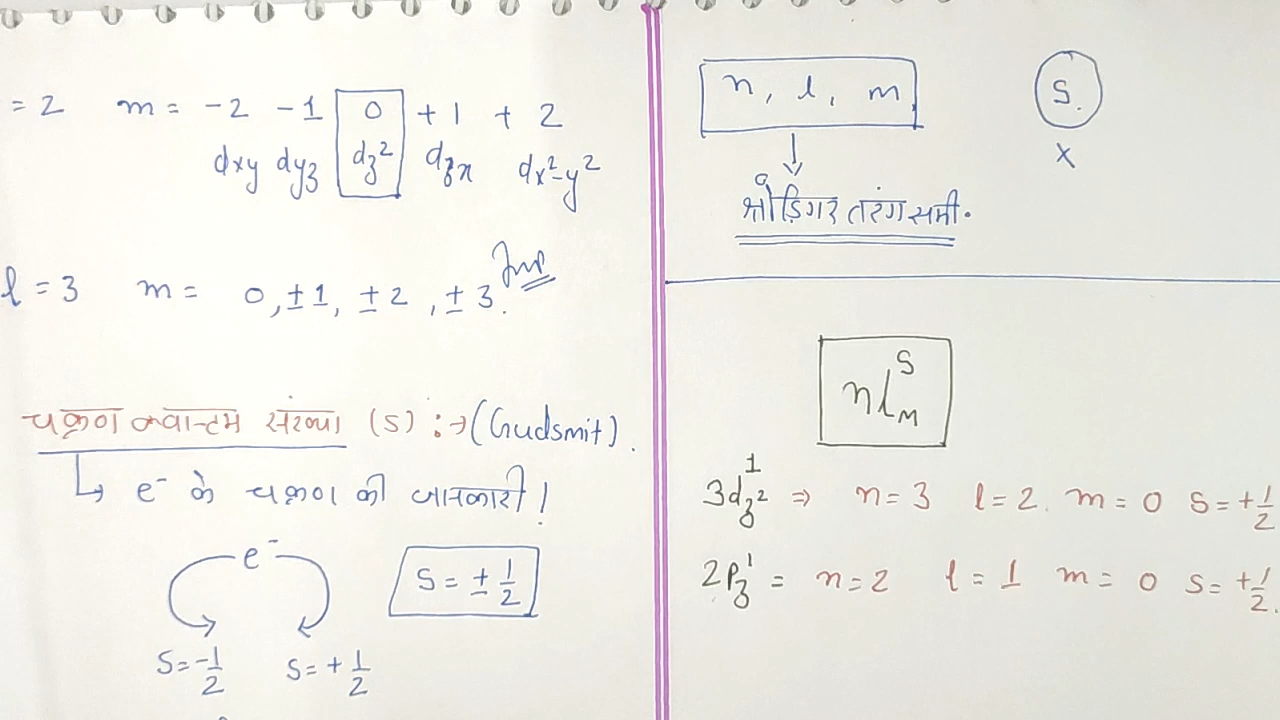 = 2 m = -2 -1 0 +1 + 2
dxy dyz dz² dzx dx²-y²
l = 3 m = 0, ±1, ±2, ±3. Imp
चक्रण क्वान्टम संख्या (s) :→ (Gudsmit).
↳ e⁻ के चक्रण की जानकारी!
e⁻
S = ± 1/2
S = -1/2 S = + 1/2
n, l, m
S.
x
↓
श्रोडिंगर तरंग समी.
nlₘˢ
3dz²¹ ⇒ n = 3 l = 2. m = 0 S = +1/2
2pz¹ = n = 2 l = 1 m = 0 S = +1/2.